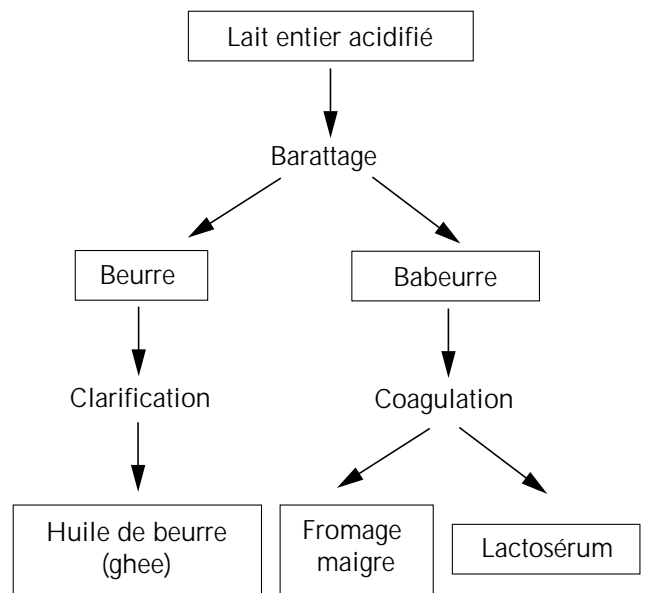 Lait entier acidifié
Barattage
Beurre
Babeurre
Clarification
Coagulation
Huile de beurre
(ghee)
Fromage
maigre
Lactosérum